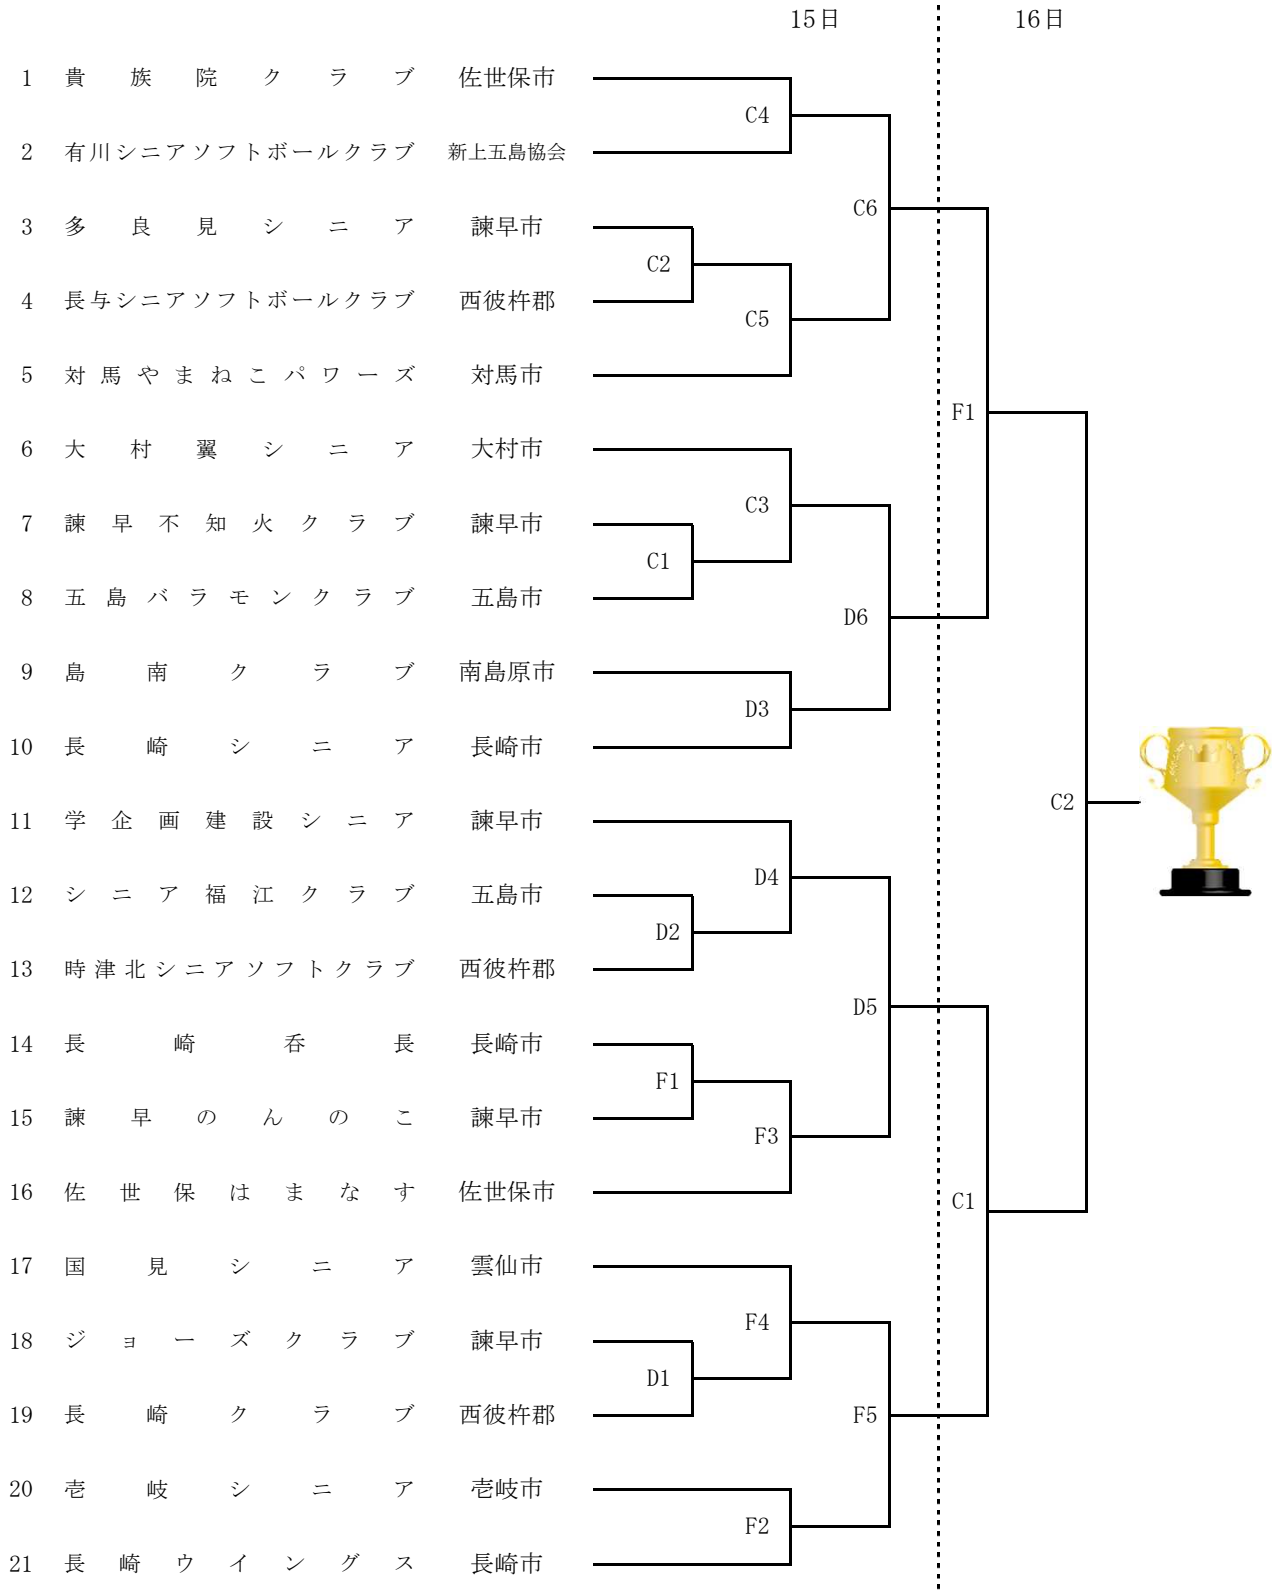 15日 16日
1 貴族院クラブ 佐世保市
C4
2 有川シニアソフトボールクラブ 新上五島協会
C6
3 多良見シニア 諫早市
C2
4 長与シニアソフトボールクラブ 西彼杵郡
C5
5 対馬やまねこパワーズ 対馬市
F1
6 大村翼シニア 大村市
C3
7 諫早不知火クラブ 諫早市
C1
8 五島バラモンクラブ 五島市
D6
9 島南クラブ 南島原市
D3
10 長崎シニア 長崎市
C2
11 学企画建設シニア 諫早市
D4
12 シニア福江クラブ 五島市
D2
13 時津北シニアソフトクラブ 西彼杵郡
D5
14 長崎呑長 長崎市
F1
15 諫早のんのこ 諫早市
F3
16 佐世保はまなす 佐世保市
C1
17 国見シニア 雲仙市
F4
18 ジョーズクラブ 諫早市
D1
19 長崎クラブ 西彼杵郡
F5
20 壱岐シニア 壱岐市
F2
21 長崎ウイングス 長崎市